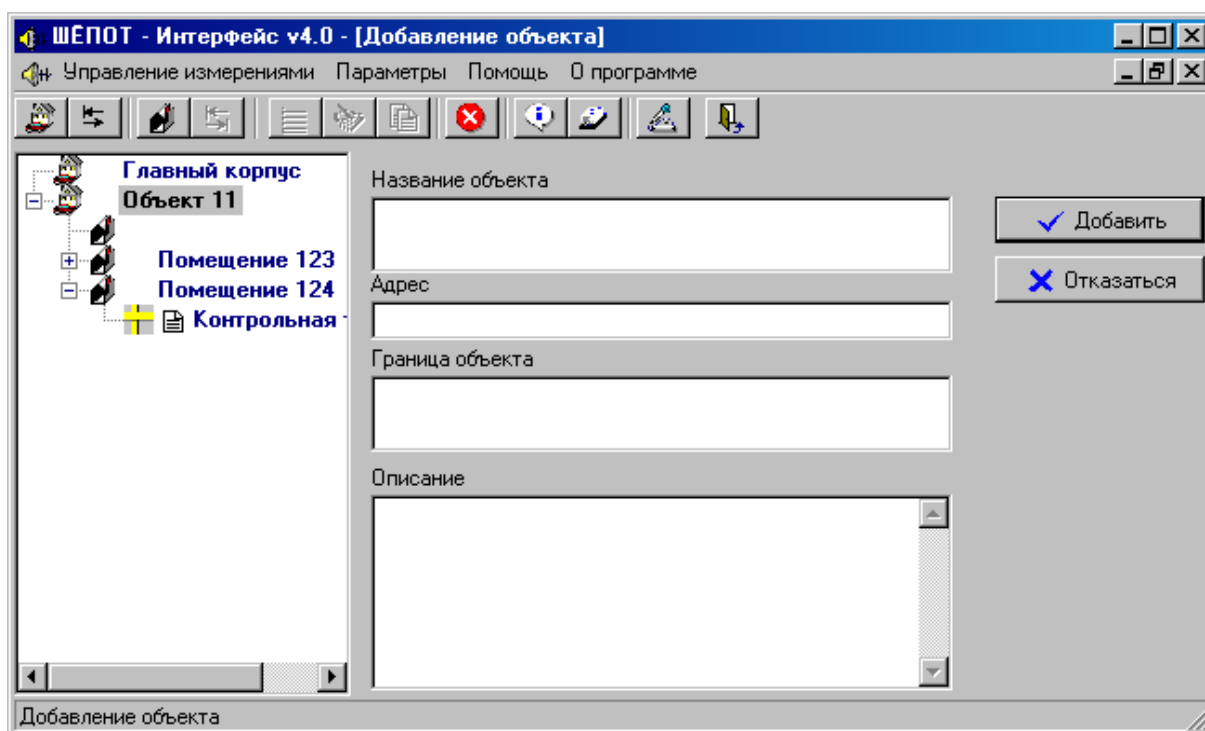 ШЁПОТ - Интерфейс v4.0 - [Добавление объекта]
Управление измерениями Параметры Помощь О программе
Главный корпус
Объект 11
Помещение 123
Помещение 124
Контрольная
Название объекта
Адрес
Граница объекта
Описание
Добавить
Отказаться
Добавление объекта